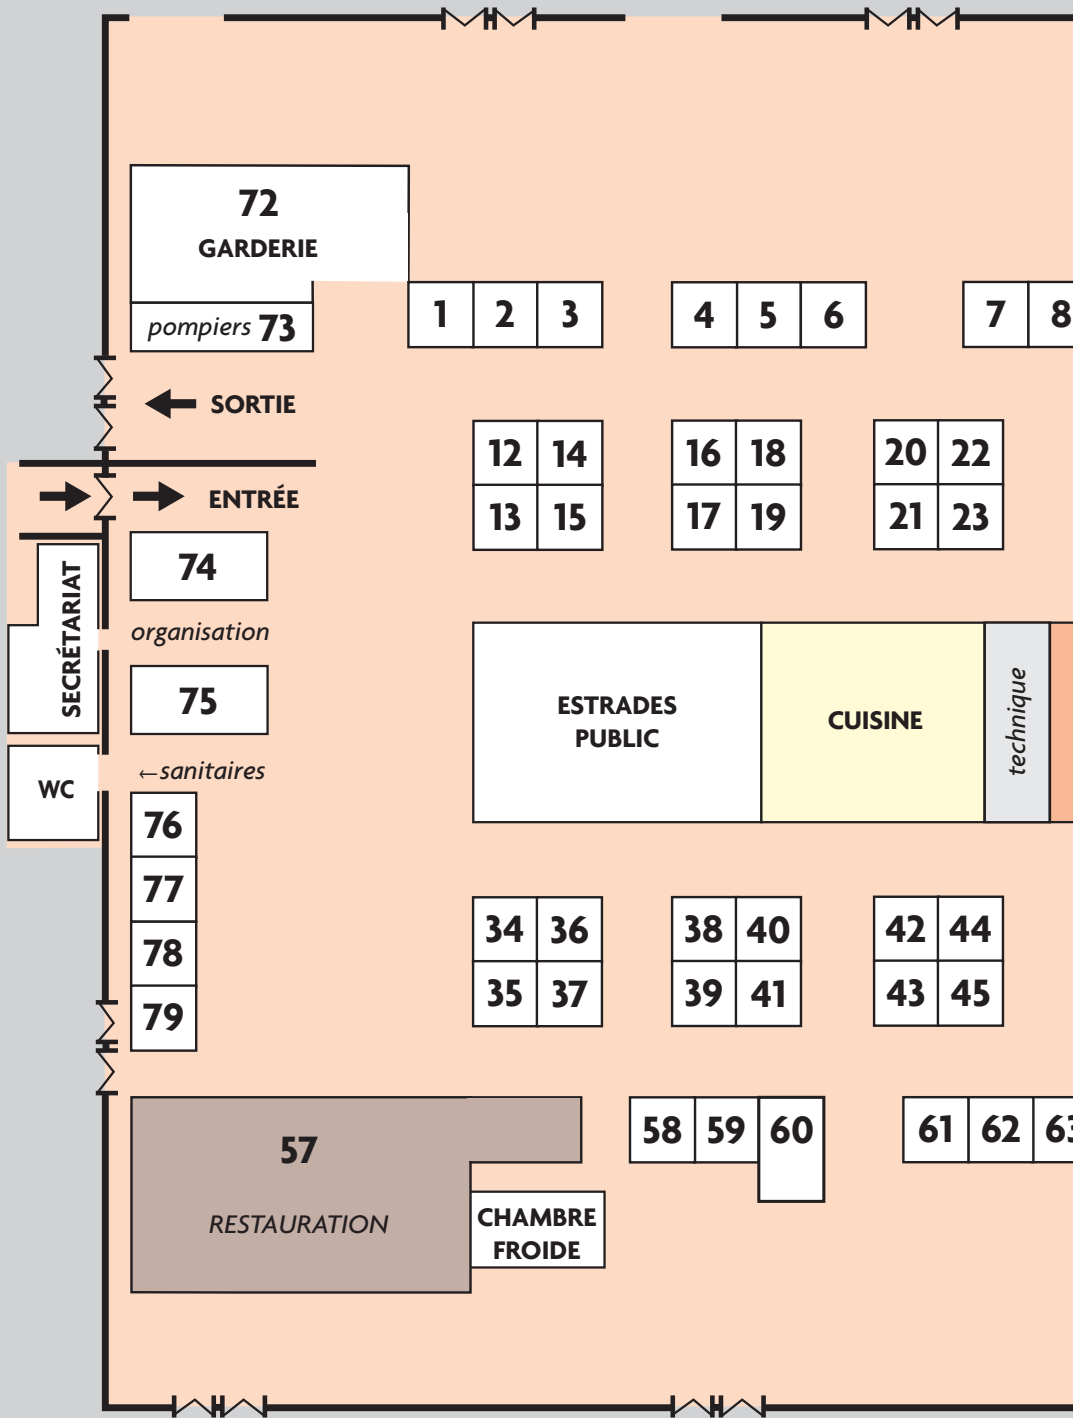 72
GARDERIE
pompiers 73
1 2 3 4 5 6 7 8
← SORTIE
12 14 16 18 20 22
13 15 17 19 21 23
→ → ENTRÉE
74
SECRÉTARIAT
organisation
75
ESTRADES
PUBLIC
CUISINE
technique
←sanitaires
WC
76
77
78
79
34 36 38 40 42 44
35 37 39 41 43 45
57
RESTAURATION
58 59 60 61 62 63
CHAMBRE
FROIDE